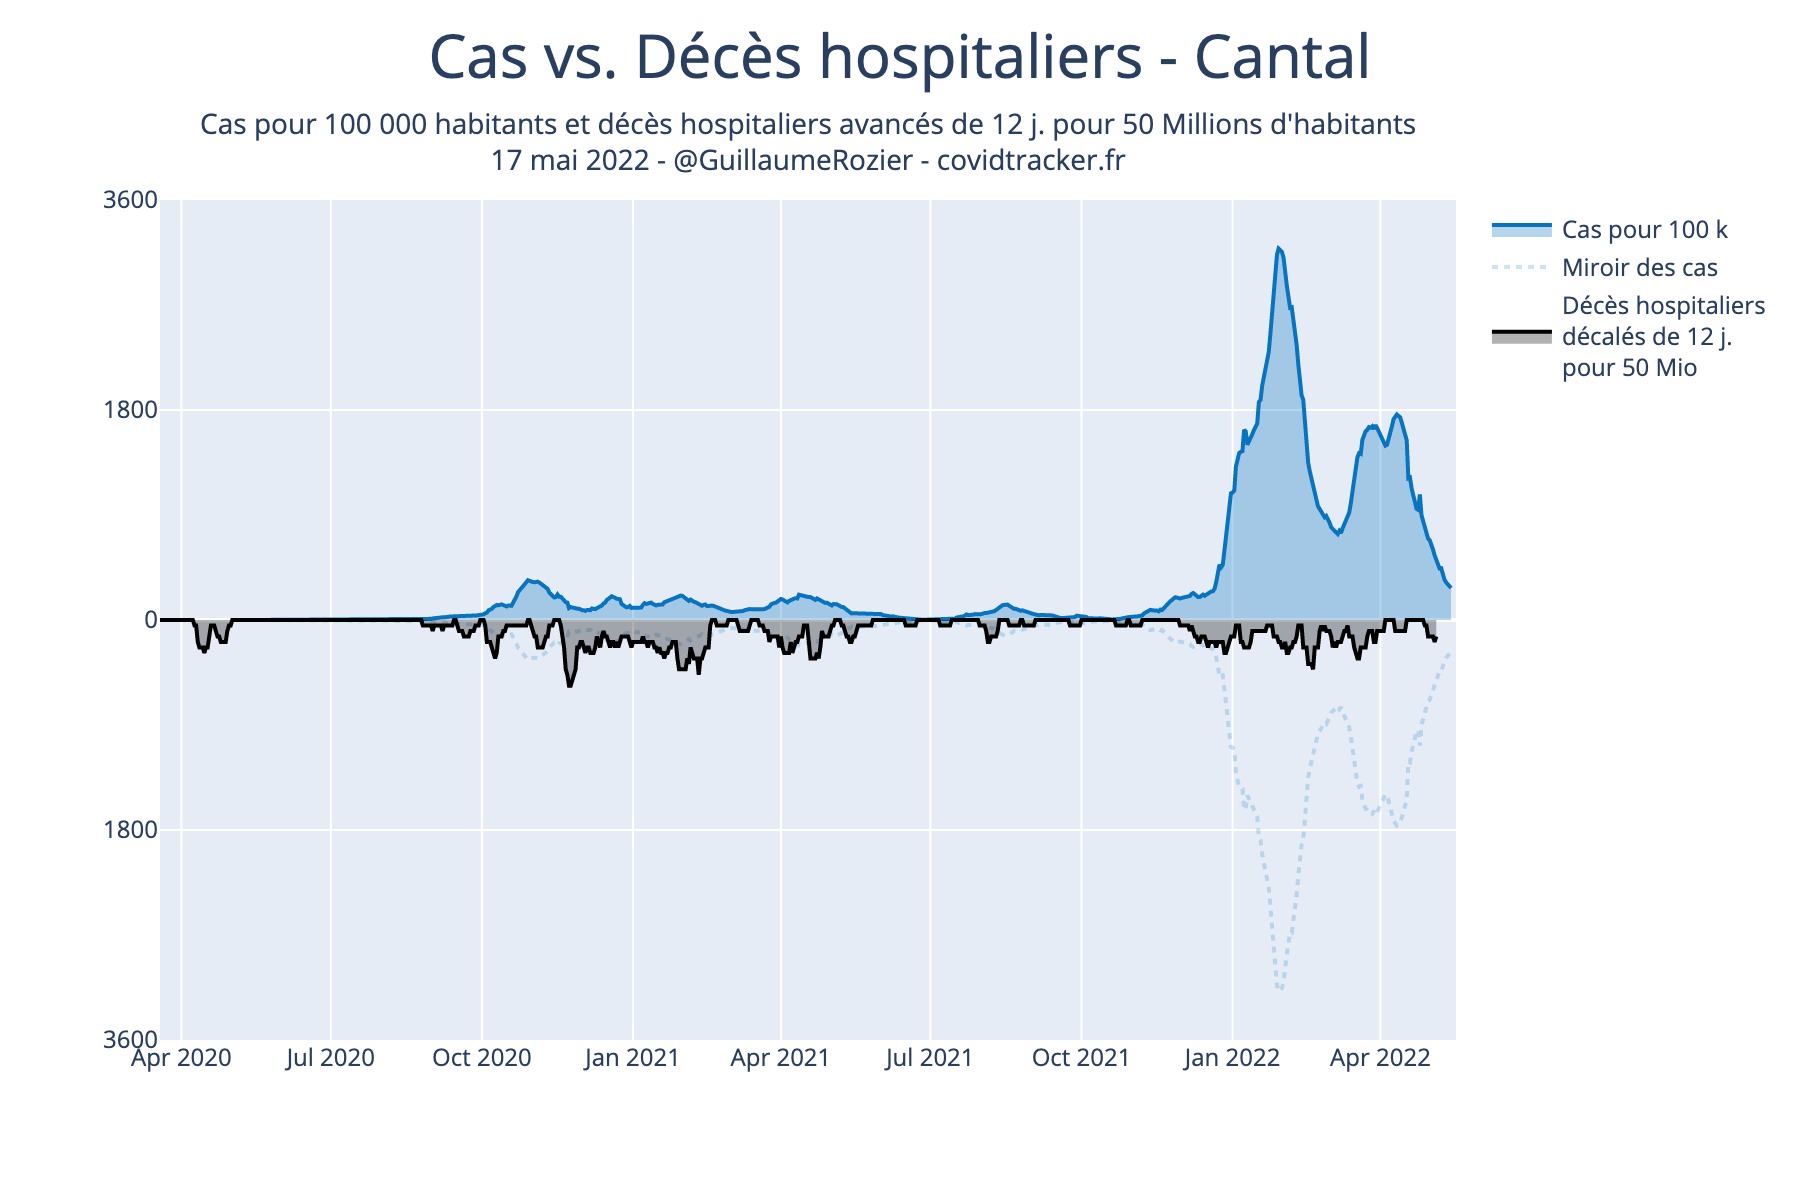 Cas vs. Décès hospitaliers - Cantal
Cas pour 100 000 habitants et décès hospitaliers avancés de 12 j. pour 50 Millions d'habitants
17 mai 2022 - @GuillaumeRozier - covidtracker.fr
3600
1800
0
1800
3600
Apr 2020
Jul 2020
Oct 2020
Jan 2021
Apr 2021
Jul 2021
Oct 2021
Jan 2022
Apr 2022
Cas pour 100 k
Miroir des cas
Décès hospitaliers
décalés de 12 j.
pour 50 Mio